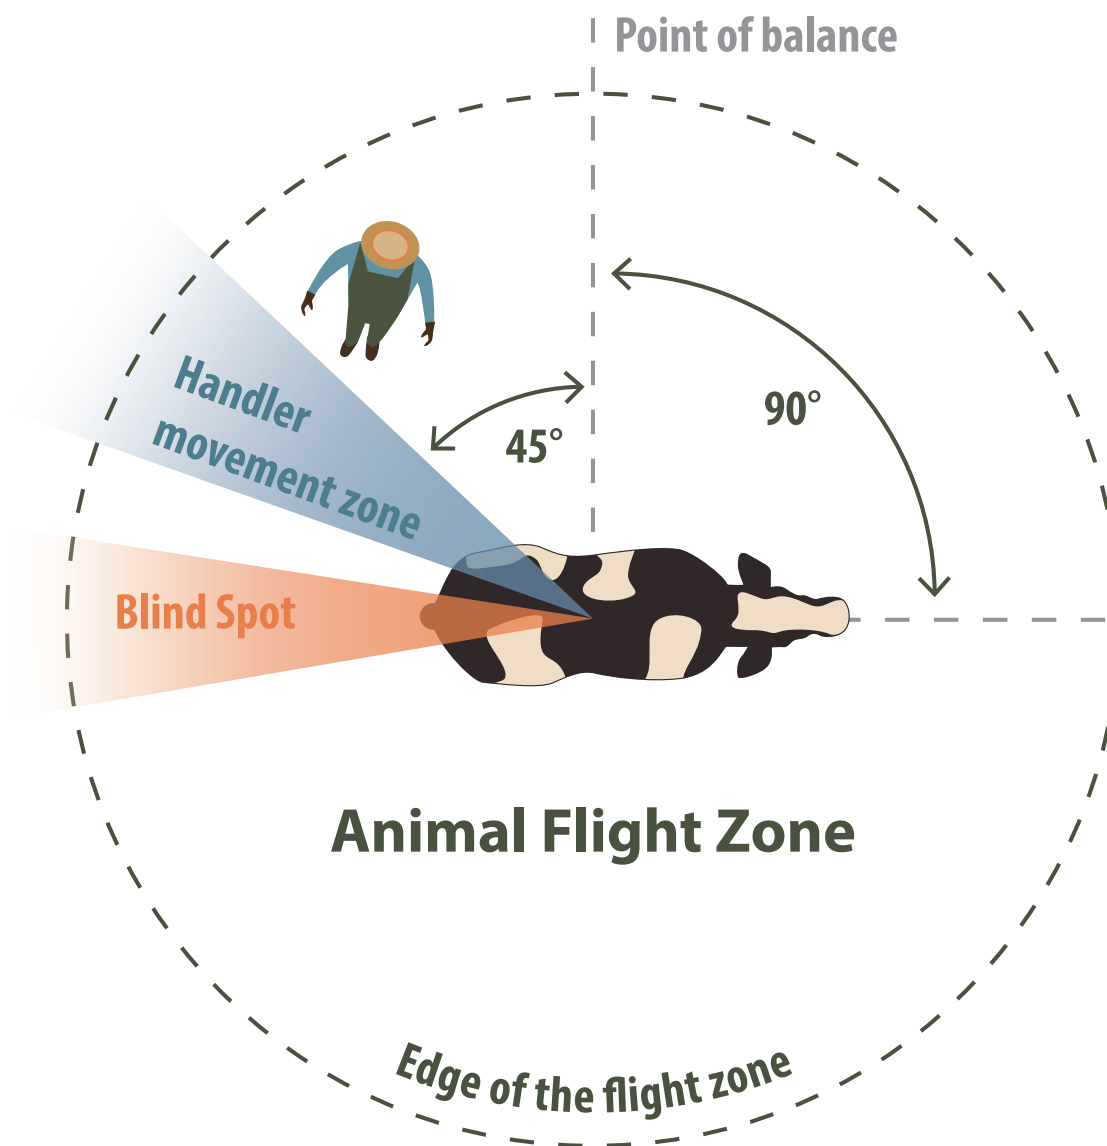 Point of balance
Handler
movement zone
45°
90°
Blind Spot
Animal Flight Zone
Edge of the flight zone